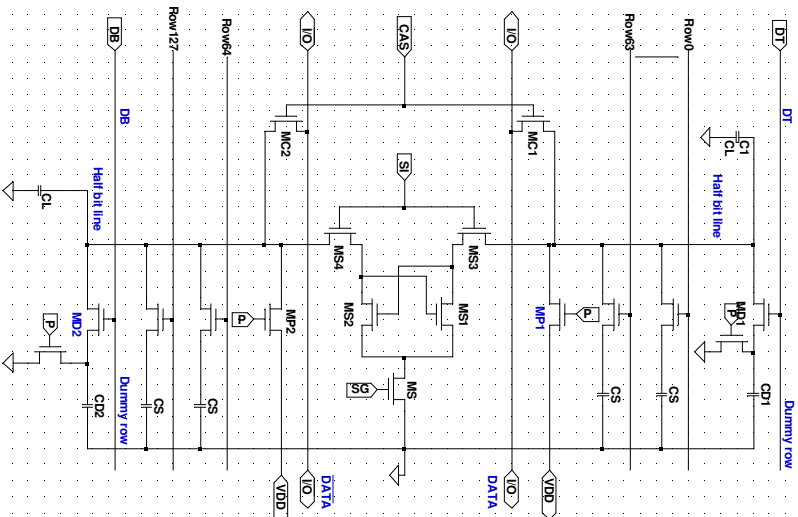 DT
DT
Dummy row
CD1
C1
CL
MD1
P
Half bit line
Row0
CS
Row63
CS
P
MP1
VDD
I/O
MC1
I/O
DATA
MS3
MS1
CAS
SI
MS
SG
MS4
MS2
I/O
MC2
MP2
P
I/O
D̅A̅T̅A̅
VDD
Row64
CS
Row127
CS
DB
DB
Dummy row
Half bit line
MD2
P
CD2
CL